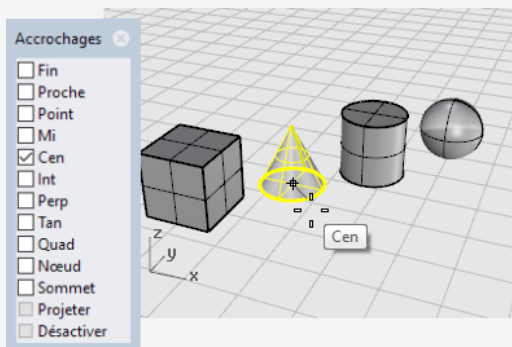 Accrochages
Fin
Proche
Point
Mi
Cen
Int
Perp
Tan
Quad
Nœud
Sommet
Projeter
Désactiver
Cen
z
y
x